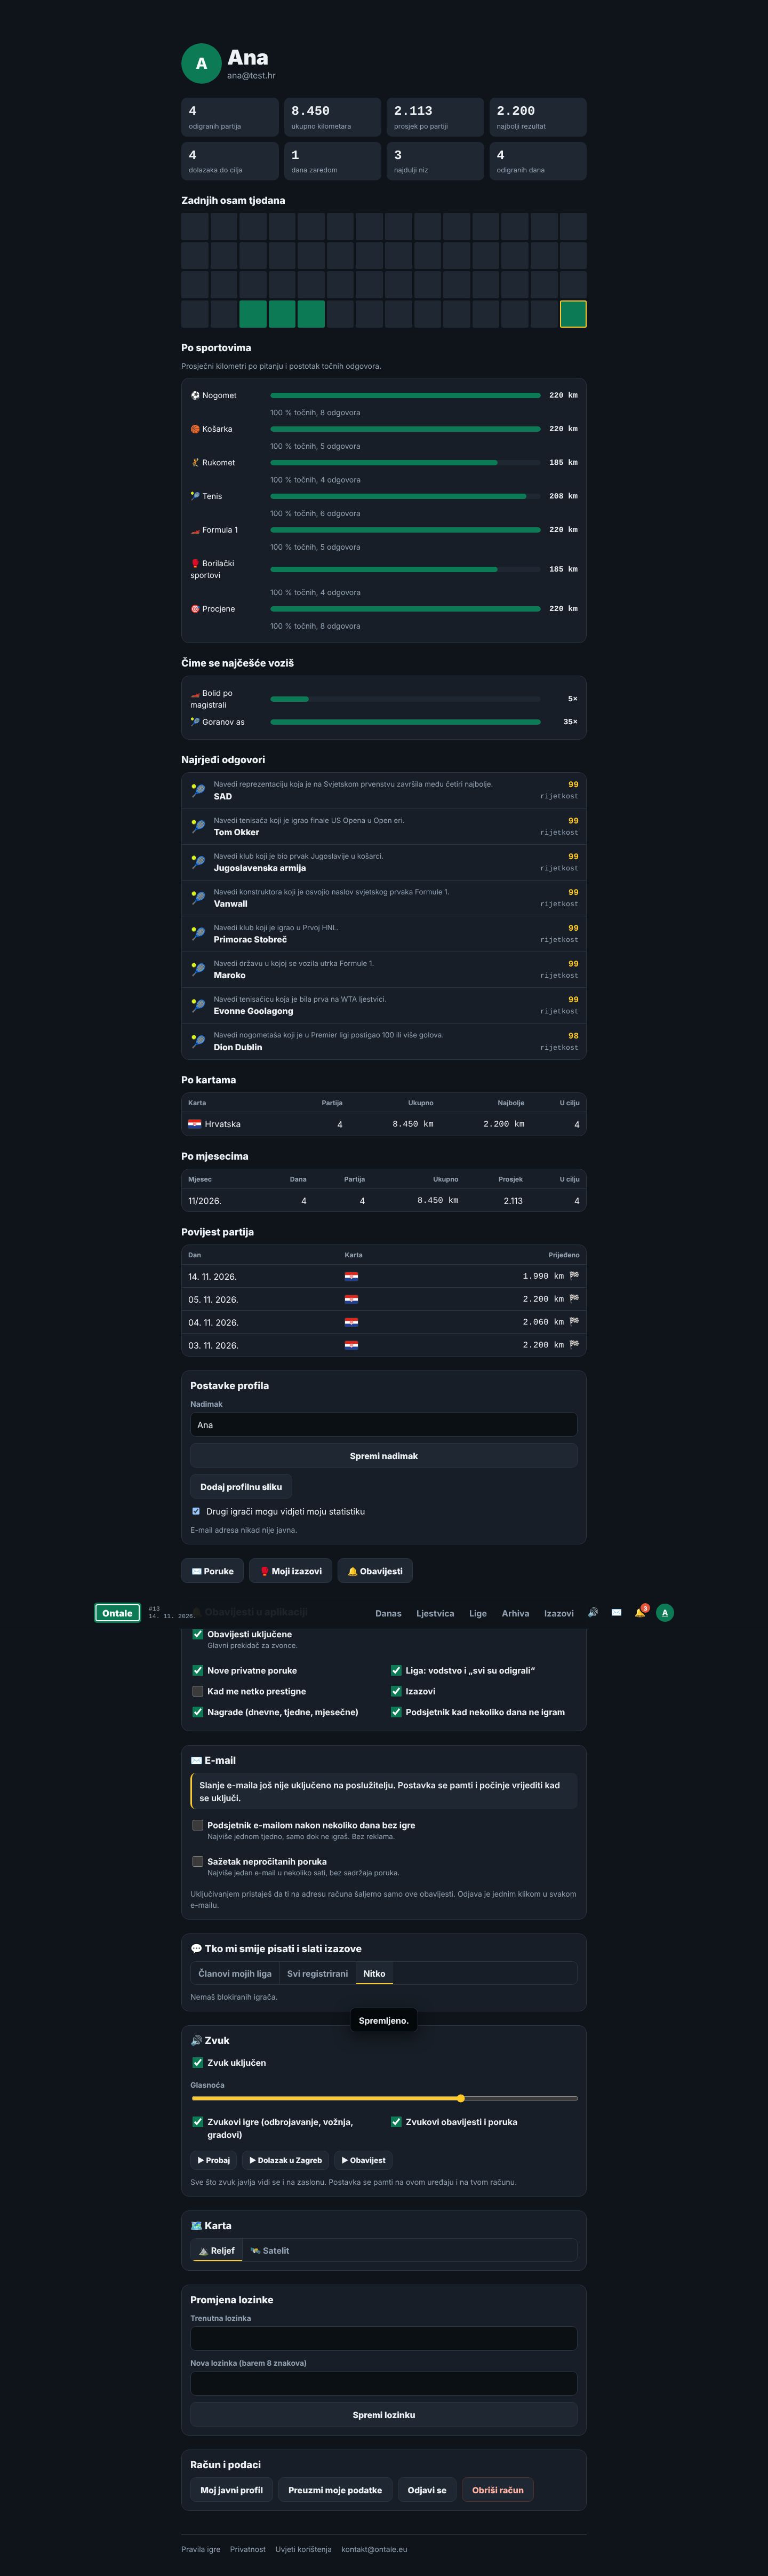 A
Ana
ana@test.hr
4
odigranih partija
8.450
ukupno kilometara
2.113
prosjek po partiji
2.200
najbolji rezultat
4
dolazaka do cilja
1
dana zaredom
3
najdulji niz
4
odigranih dana
Zadnjih osam tjedana
Po sportovima
Prosječni kilometri po pitanju i postotak točnih odgovora.
⚽ Nogomet 220 km
100 % točnih, 8 odgovora
🏀 Košarka 220 km
100 % točnih, 5 odgovora
🤾 Rukomet 185 km
100 % točnih, 4 odgovora
🎾 Tenis 208 km
100 % točnih, 6 odgovora
🏎️ Formula 1 220 km
100 % točnih, 5 odgovora
🥊 Borilački
sportovi
185 km
100 % točnih, 4 odgovora
🎯 Procjene 220 km
100 % točnih, 8 odgovora
Čime se najčešće voziš
🏎️ Bolid po
magistrali
5×
🎾 Goranov as 35×
Najrjeđi odgovori
Navedi reprezentaciju koja je na Svjetskom prvenstvu završila među četiri najbolje. 99
SAD rijetkost
Navedi tenisača koji je igrao finale US Opena u Open eri. 99
Tom Okker rijetkost
Navedi klub koji je bio prvak Jugoslavije u košarci. 99
Jugoslavenska armija rijetkost
Navedi konstruktora koji je osvojio naslov svjetskog prvaka Formule 1. 99
Vanwall rijetkost
Navedi klub koji je igrao u Prvoj HNL. 99
Primorac Stobreč rijetkost
Navedi državu u kojoj se vozila utrka Formule 1. 99
Maroko rijetkost
Navedi tenisačicu koja je bila prva na WTA ljestvici. 99
Evonne Goolagong rijetkost
Navedi nogometaša koji je u Premier ligi postigao 100 ili više golova. 98
Dion Dublin rijetkost
Po kartama
Karta Partija Ukupno Najbolje U cilju
🇭🇷 Hrvatska 4 8.450 km 2.200 km 4
Po mjesecima
Mjesec Dana Partija Ukupno Prosjek U cilju
11/2026. 4 4 8.450 km 2.113 4
Povijest partija
Dan Karta Prijeđeno
14. 11. 2026. 🇭🇷 1.990 km 🏁
05. 11. 2026. 🇭🇷 2.200 km 🏁
04. 11. 2026. 🇭🇷 2.060 km 🏁
03. 11. 2026. 🇭🇷 2.200 km 🏁
Postavke profila
Nadimak
Ana
Spremi nadimak
Dodaj profilnu sliku
Drugi igrači mogu vidjeti moju statistiku
E-mail adresa nikad nije javna.
✉️ Poruke 🥊 Moji izazovi 🔔 Obavijesti
Ontale
#13
14. 11. 2026.
Danas Ljestvica Lige Arhiva Izazovi 🔊 ✉️ 🔔 3 A
🔔 Obavijesti u aplikaciji
Obavijesti uključene
Glavni prekidač za zvonce.
Nove privatne poruke
Liga: vodstvo i „svi su odigrali“
Kad me netko prestigne
Izazovi
Nagrade (dnevne, tjedne, mjesečne)
Podsjetnik kad nekoliko dana ne igram
✉️ E-mail
Slanje e-maila još nije uključeno na poslužitelju. Postavka se pamti i počinje vrijediti kad
se uključi.
Podsjetnik e-mailom nakon nekoliko dana bez igre
Najviše jednom tjedno, samo dok ne igraš. Bez reklama.
Sažetak nepročitanih poruka
Najviše jedan e-mail u nekoliko sati, bez sadržaja poruka.
Uključivanjem pristaješ da ti na adresu računa šaljemo samo ove obavijesti. Odjava je jednim klikom u svakom
e-mailu.
💬 Tko mi smije pisati i slati izazove
Članovi mojih liga Svi registrirani Nitko
Nemaš blokiranih igrača.
Spremljeno.
🔊 Zvuk
Zvuk uključen
Glasnoća
Zvukovi igre (odbrojavanje, vožnja,
gradovi)
Zvukovi obavijesti i poruka
▶ Probaj ▶ Dolazak u Zagreb ▶ Obavijest
Sve što zvuk javlja vidi se i na zaslonu. Postavka se pamti na ovom uređaju i na tvom računu.
🗺️ Karta
⛰️ Reljef 🛰️ Satelit
Promjena lozinke
Trenutna lozinka
Nova lozinka (barem 8 znakova)
Spremi lozinku
Račun i podaci
Moj javni profil Preuzmi moje podatke Odjavi se Obriši račun
Pravila igre Privatnost Uvjeti korištenja kontakt@ontale.eu